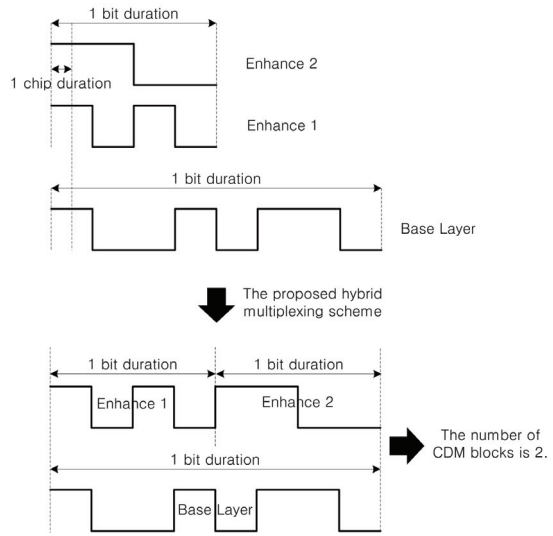 1 bit duration
Enhance 2
1 chip duration
Enhance 1
1 bit duration
Base Layer
The proposed hybrid
multiplexing scheme
1 bit duration
1 bit duration
Enhance 1
Enhance 2
The number of
CDM blocks is 2.
1 bit duration
Base Layer